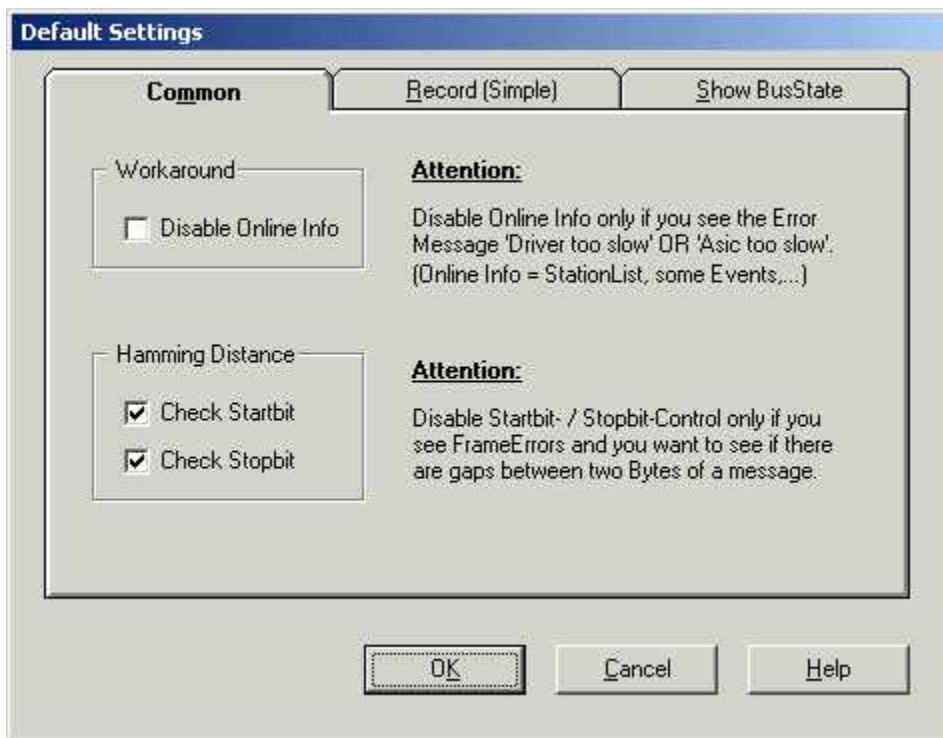 Default Settings
Common
Record (Simple)
Show BusState
Workaround
Disable Online Info
Attention:
Disable Online Info only if you see the Error
Message 'Driver too slow' OR 'Asic too slow'.
(Online Info = StationList, some Events,...)
Hamming Distance
Check Startbit
Check Stopbit
Attention:
Disable Startbit- / Stopbit-Control only if you
see FrameErrors and you want to see if there
are gaps between two Bytes of a message.
OK
Cancel
Help